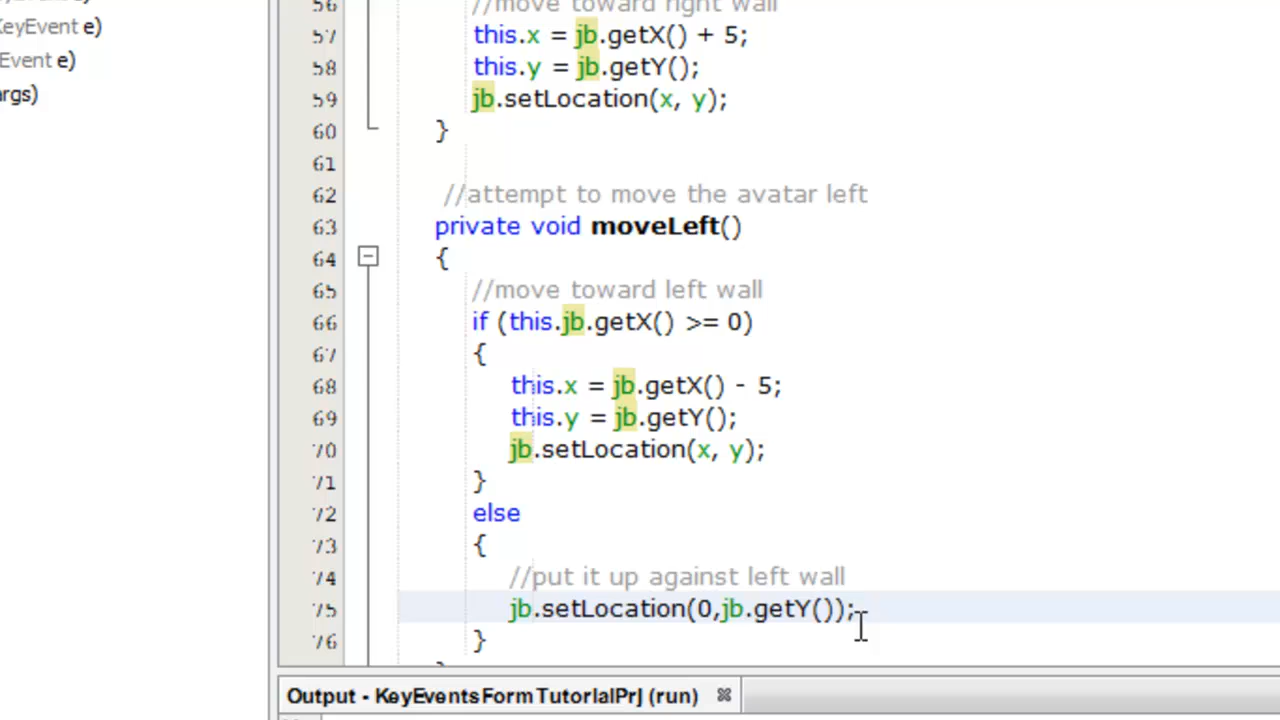 KeyEvent e)
Event e)
args)
56 //move toward right wall
57 this.x = jb.getX() + 5;
58 this.y = jb.getY();
59 jb.setLocation(x, y);
60 }
61
62 //attempt to move the avatar left
63 private void moveLeft()
64 {
65 //move toward left wall
66 if (this.jb.getX() >= 0)
67 {
68 this.x = jb.getX() - 5;
69 this.y = jb.getY();
70 jb.setLocation(x, y);
71 }
72 else
73 {
74 //put it up against left wall
75 jb.setLocation(0,jb.getY());
76 }
Output - KeyEventsFormTutorialPrj (run)